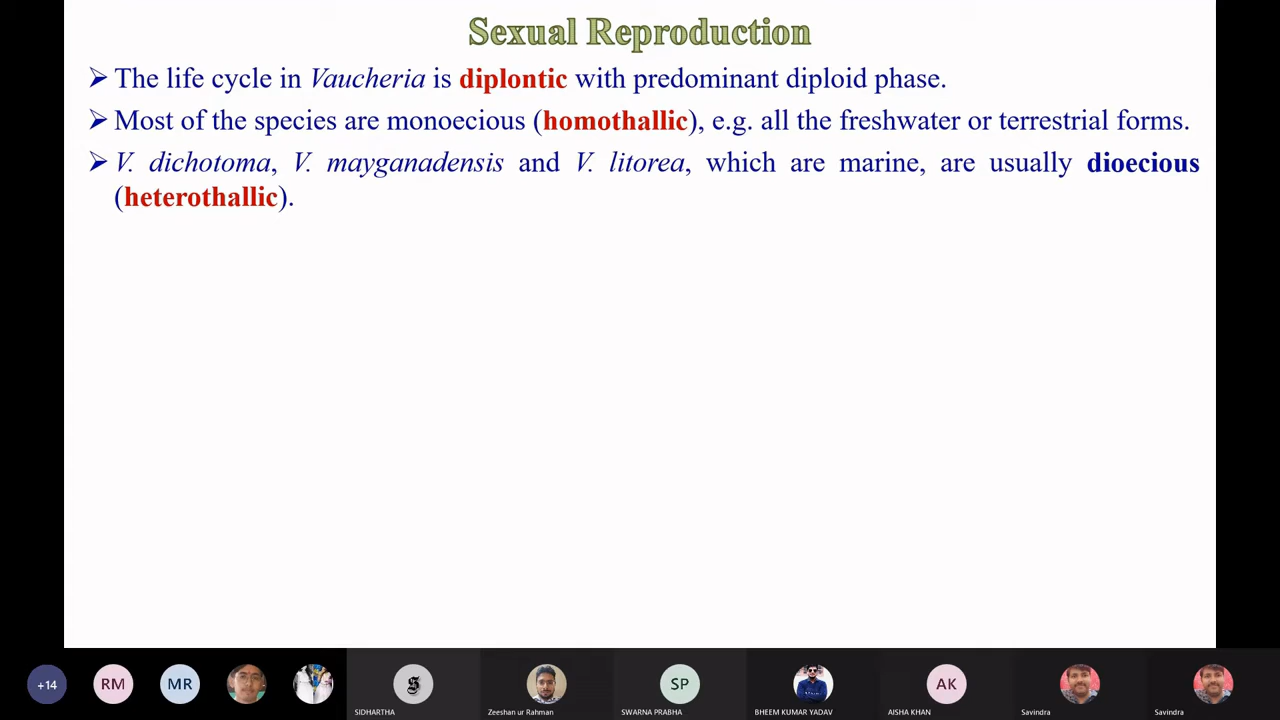 Sexual Reproduction
➢ The life cycle in Vaucheria is diplontic with predominant diploid phase.
➢ Most of the species are monoecious (homothallic), e.g. all the freshwater or terrestrial forms.
➢ V. dichotoma, V. mayganadensis and V. litorea, which are marine, are usually dioecious
(heterothallic).
+14 RM MR S SP AK
SIDHARTHA Zeeshan ur Rahman SWARNA PRABHA BHEEM KUMAR YADAV AISHA KHAN Savindra Savindra